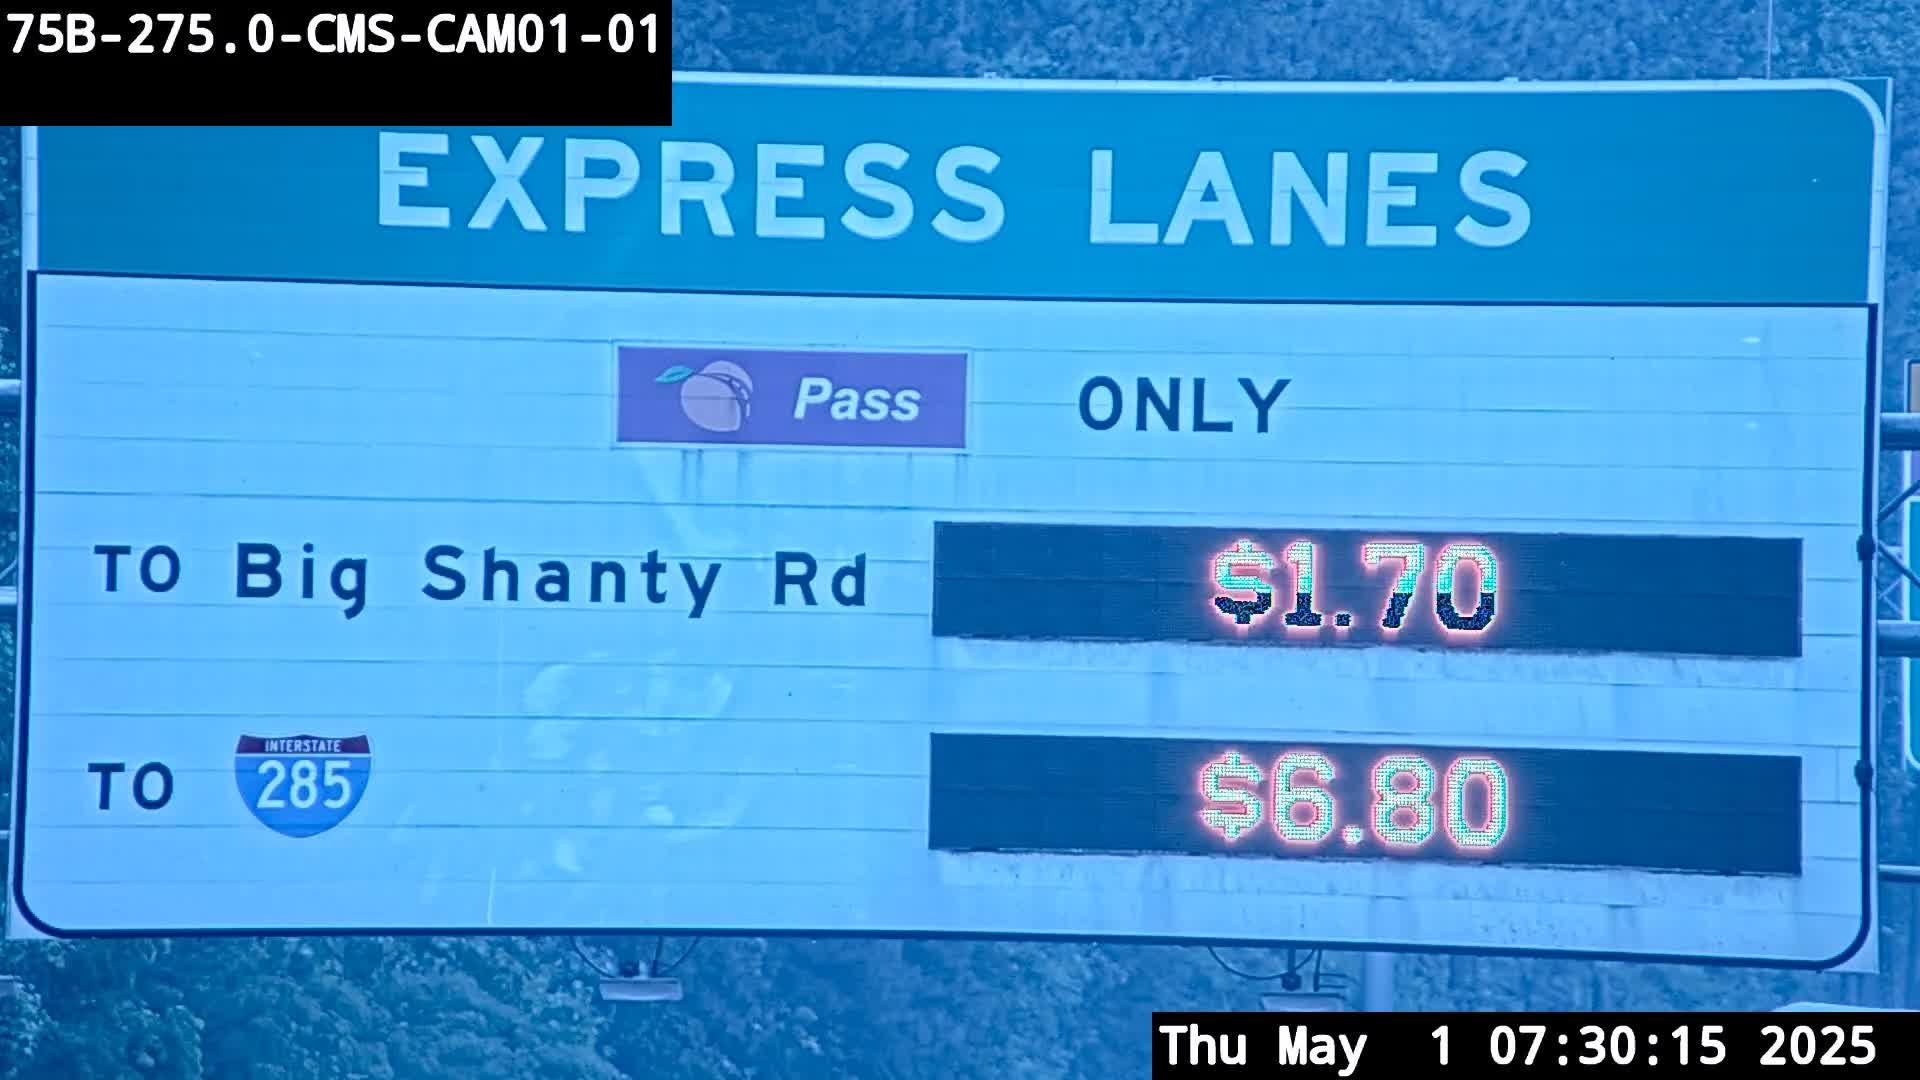 75B-275.0-CMS-CAM01-01
EXPRESS LANES
Pass ONLY
TO Big Shanty Rd $1.70
TO INTERSTATE 285 $6.80
Thu May 1 07:30:15 2025